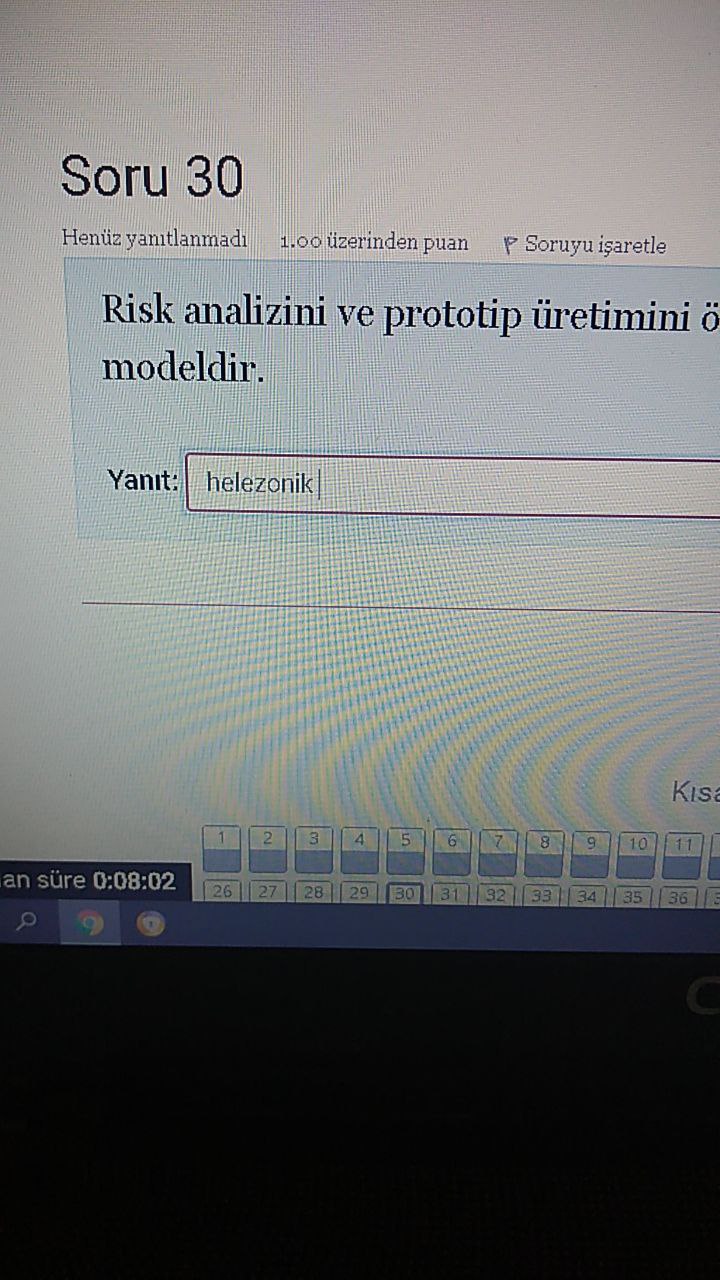 Soru 30
Henüz yanıtlanmadı 1.00 üzerinden puan Soruyu işaretle
Risk analizini ve prototip üretimini ö
modeldir.
Yanıt: helezonik
Kısa
1 2 3 4 5 6 7 8 9 10 11
an süre 0:08:02
26 27 28 29 30 31 32 33 34 35 36